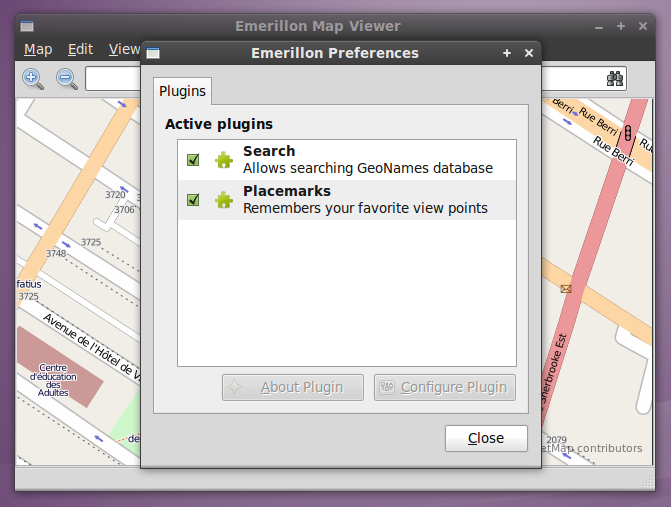 Emerillon Map Viewer
Map Edit View
Emerillon Preferences
Plugins
Active plugins
Search
Allows searching GeoNames database
Placemarks
Remembers your favorite view points
About Plugin
Configure Plugin
Close
3720
3706
3725
3748
fatius
3725
Avenue de l'Hôtel de V
Centre
d'éducation
des
Adultes
dé
Berri
Rue Berri
Rue Berri
Rue
Sherbrooke Est
2079
etMap contributors